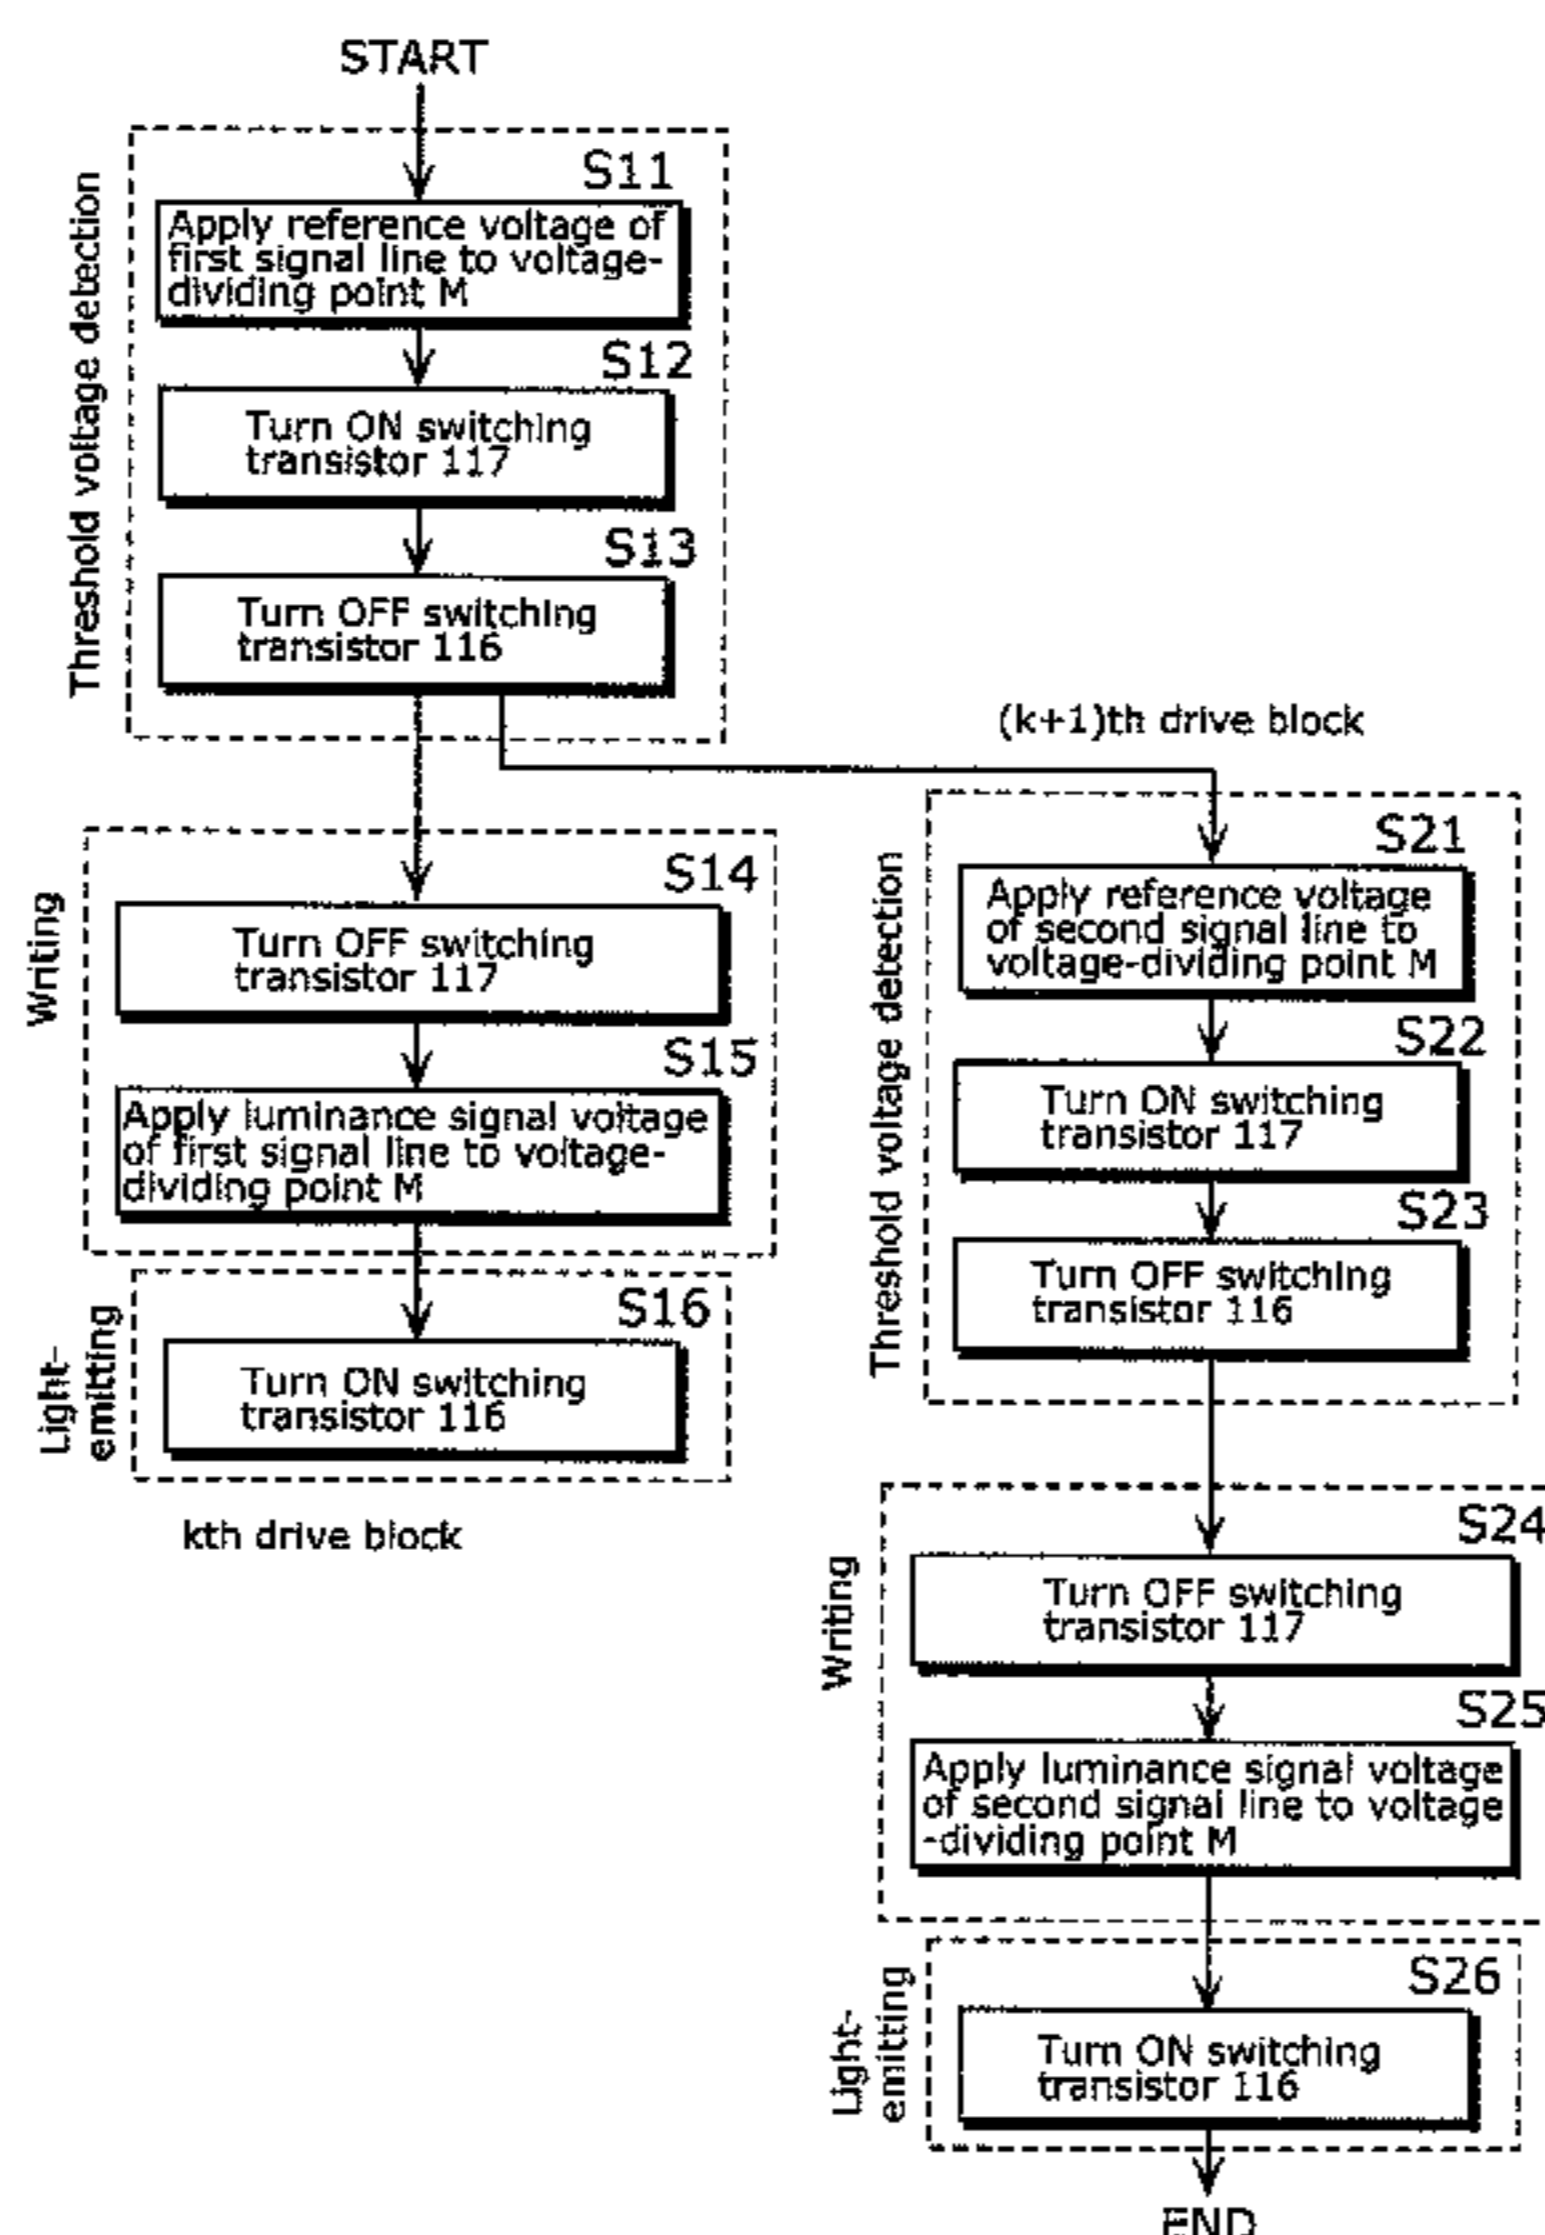 START
Threshold voltage detection
S11
Apply reference voltage of
first signal line to voltage-
dividing point M
S12
Turn ON switching
transistor 117
S13
Turn OFF switching
transistor 116
Writing
S14
Turn OFF switching
transistor 117
S15
Apply luminance signal voltage
of first signal line to voltage-
dividing point M
Light-
emitting
S16
Turn ON switching
transistor 116
kth drive block
(k+1)th drive block
Threshold voltage detection
S21
Apply reference voltage
of second signal line to
voltage-dividing point M
S22
Turn ON switching
transistor 117
S23
Turn OFF switching
transistor 116
Writing
S24
Turn OFF switching
transistor 117
S25
Apply luminance signal voltage
of second signal line to voltage
-dividing point M
Light-
emitting
S26
Turn ON switching
transistor 116
END